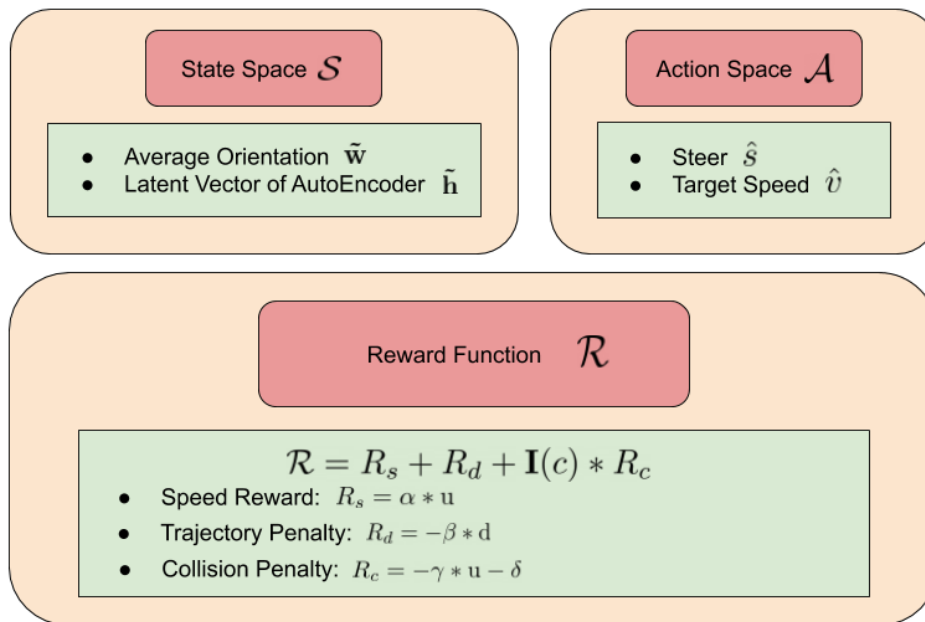 State Space 𝒮
● Average Orientation w̃
● Latent Vector of AutoEncoder h̃
Action Space 𝒜
● Steer ŝ
● Target Speed v̂
Reward Function ℛ
ℛ = R_s + R_d + I(c) * R_c
● Speed Reward: R_s = α * u
● Trajectory Penalty: R_d = −β * d
● Collision Penalty: R_c = −γ * u − δ